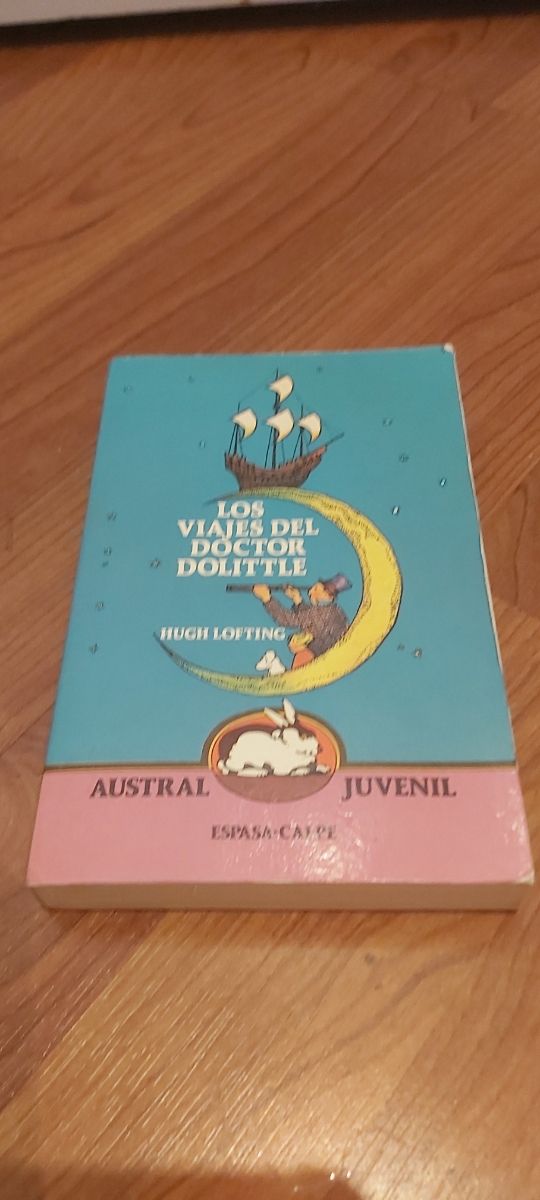 LOS
VIAJES DEL
DOCTOR
DOLITTLE
HUGH LOFTING
AUSTRAL JUVENIL
ESPASA-CALPE